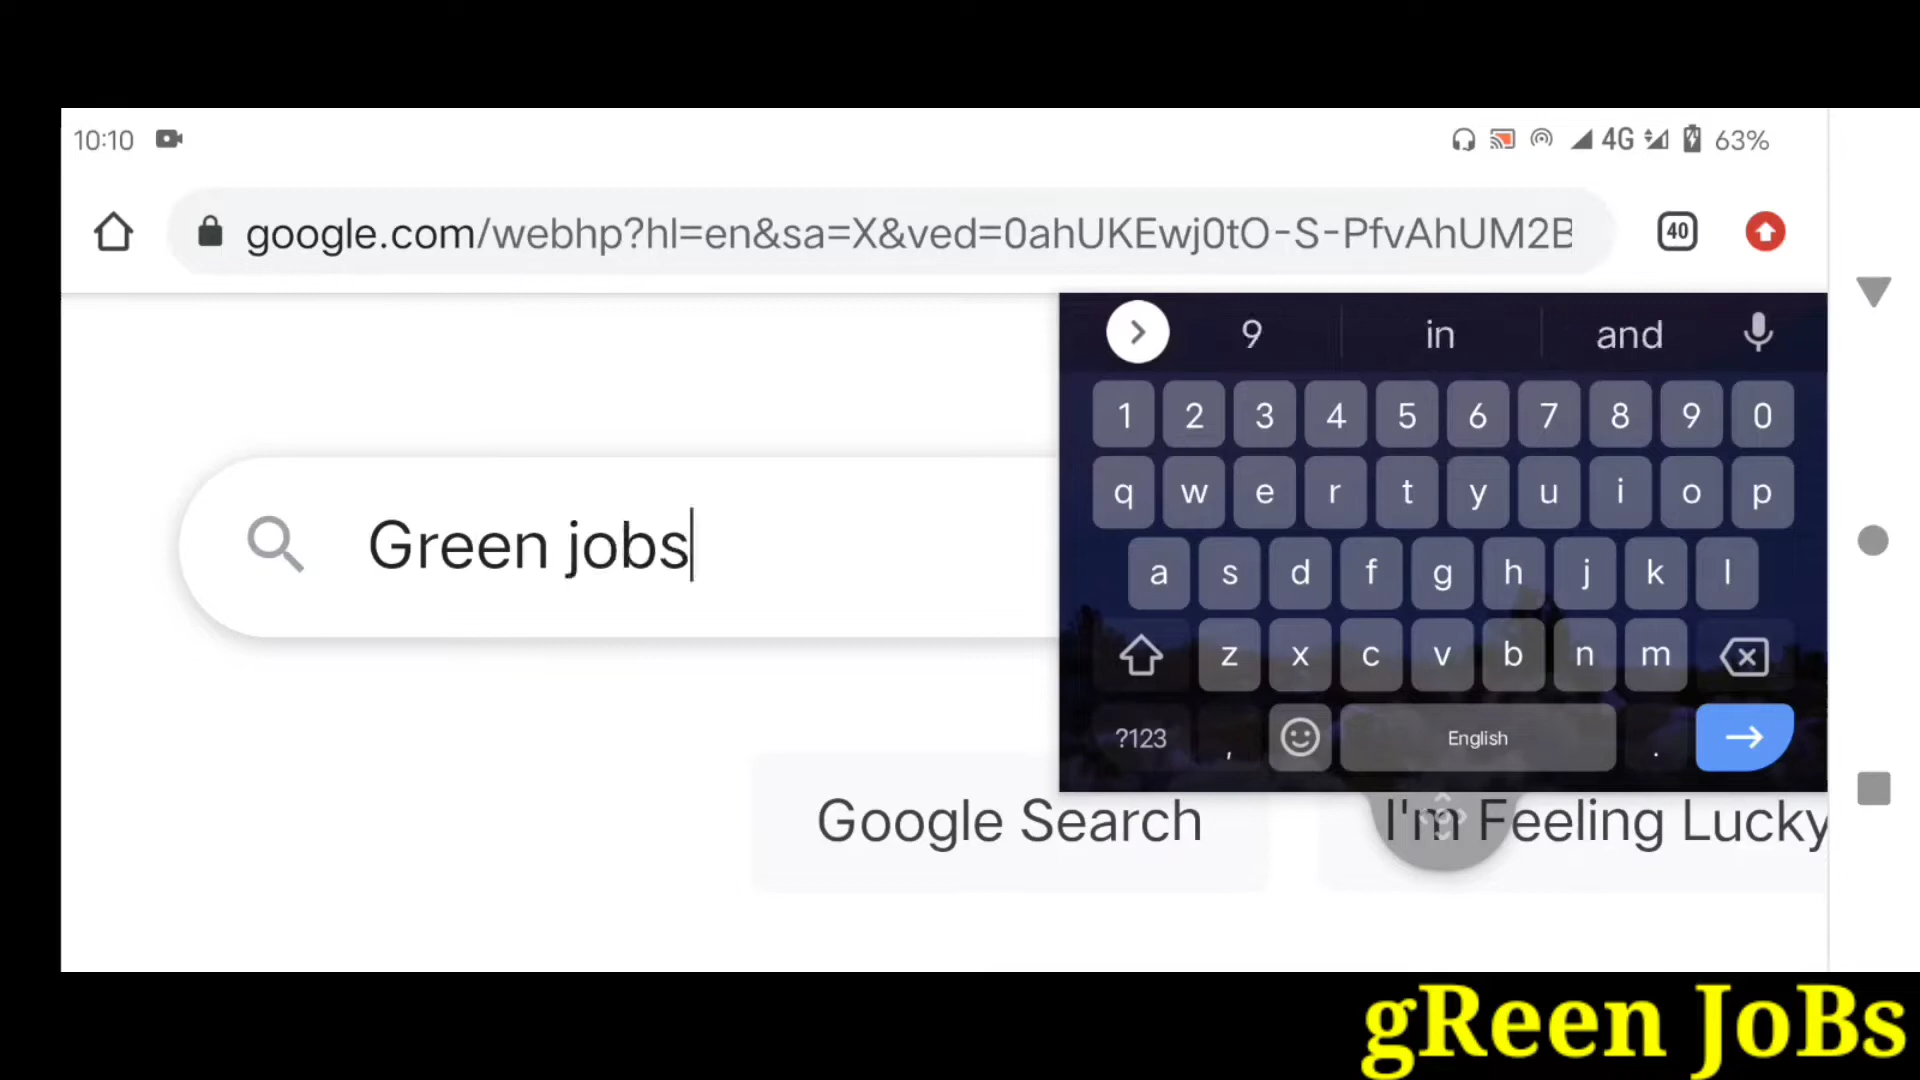 10:10 4G 63%
google.com/webhp?hl=en&sa=X&ved=0ahUKEwj0tO-S-PfvAhUM2B
40
9 in and
1 2 3 4 5 6 7 8 9 0
q w e r t y u i o p
Green jobs
a s d f g h j k l
z x c v b n m
?123 , English .
Google Search I'm Feeling Lucky
gReen JoBs